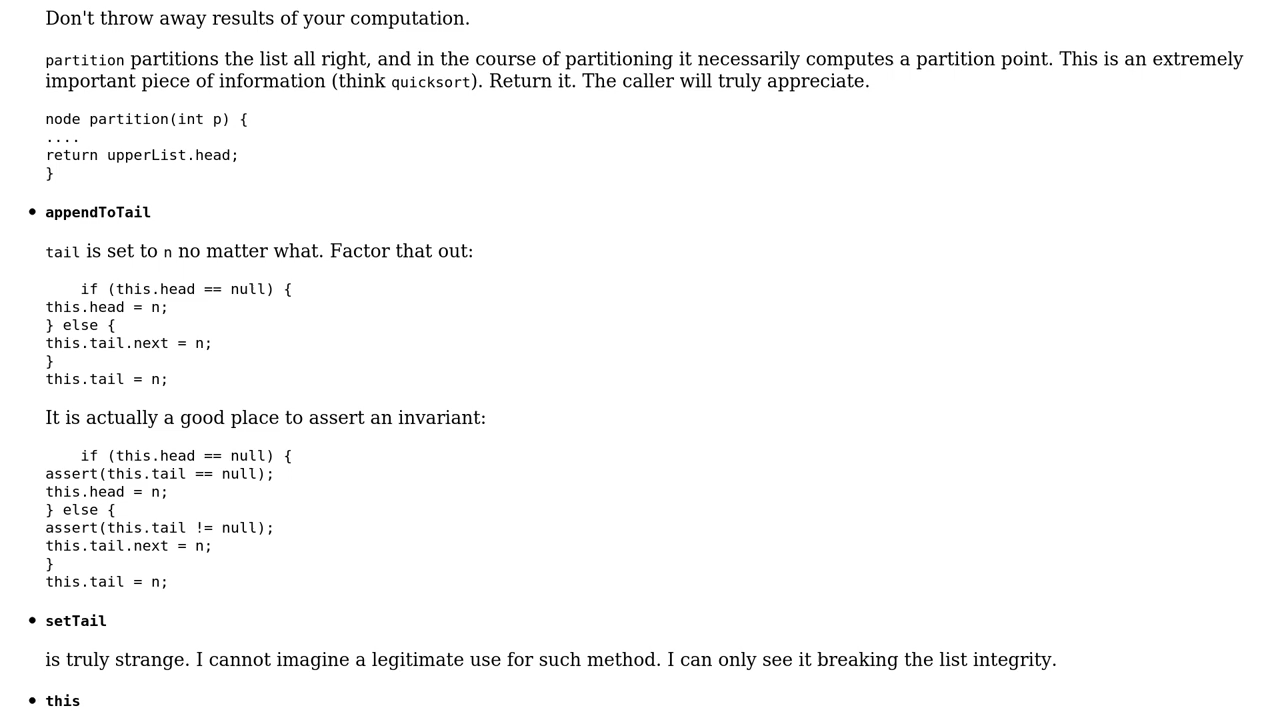 Don't throw away results of your computation.
partition partitions the list all right, and in the course of partitioning it necessarily computes a partition point. This is an extremely
important piece of information (think quicksort). Return it. The caller will truly appreciate.
node partition(int p) {
....
return upperList.head;
}
• appendToTail
tail is set to n no matter what. Factor that out:
    if (this.head == null) {
this.head = n;
} else {
this.tail.next = n;
}
this.tail = n;
It is actually a good place to assert an invariant:
    if (this.head == null) {
assert(this.tail == null);
this.head = n;
} else {
assert(this.tail != null);
this.tail.next = n;
}
this.tail = n;
• setTail
is truly strange. I cannot imagine a legitimate use for such method. I can only see it breaking the list integrity.
• this